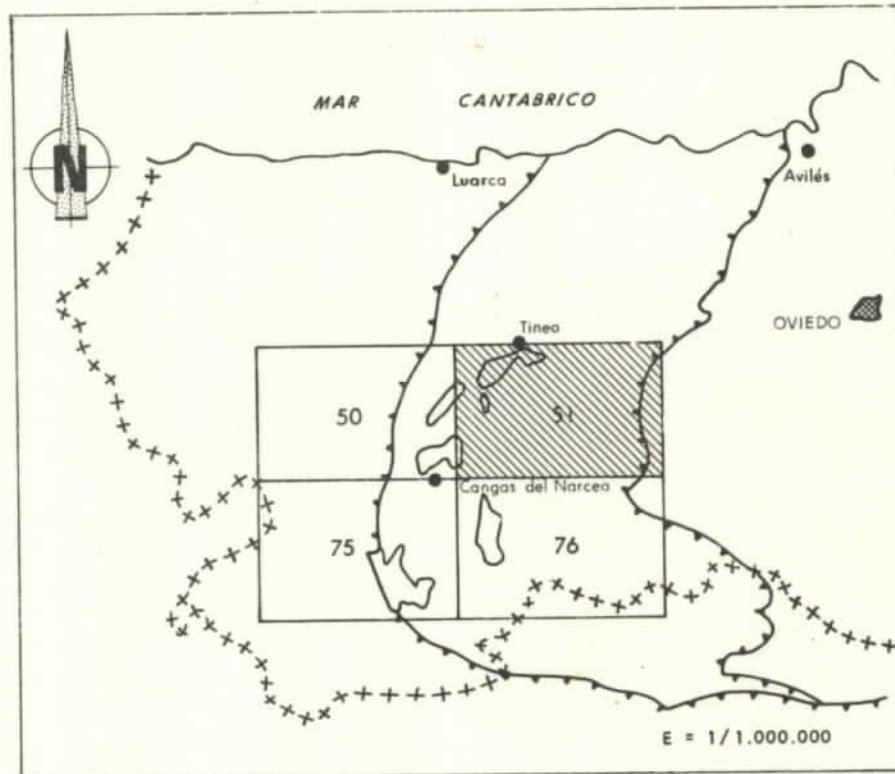 MAR CANTABRICO
N
Luarca
Avilés
OVIEDO
Tineo
50
51
Cangas del Narcea
75
76
E = 1/1.000.000